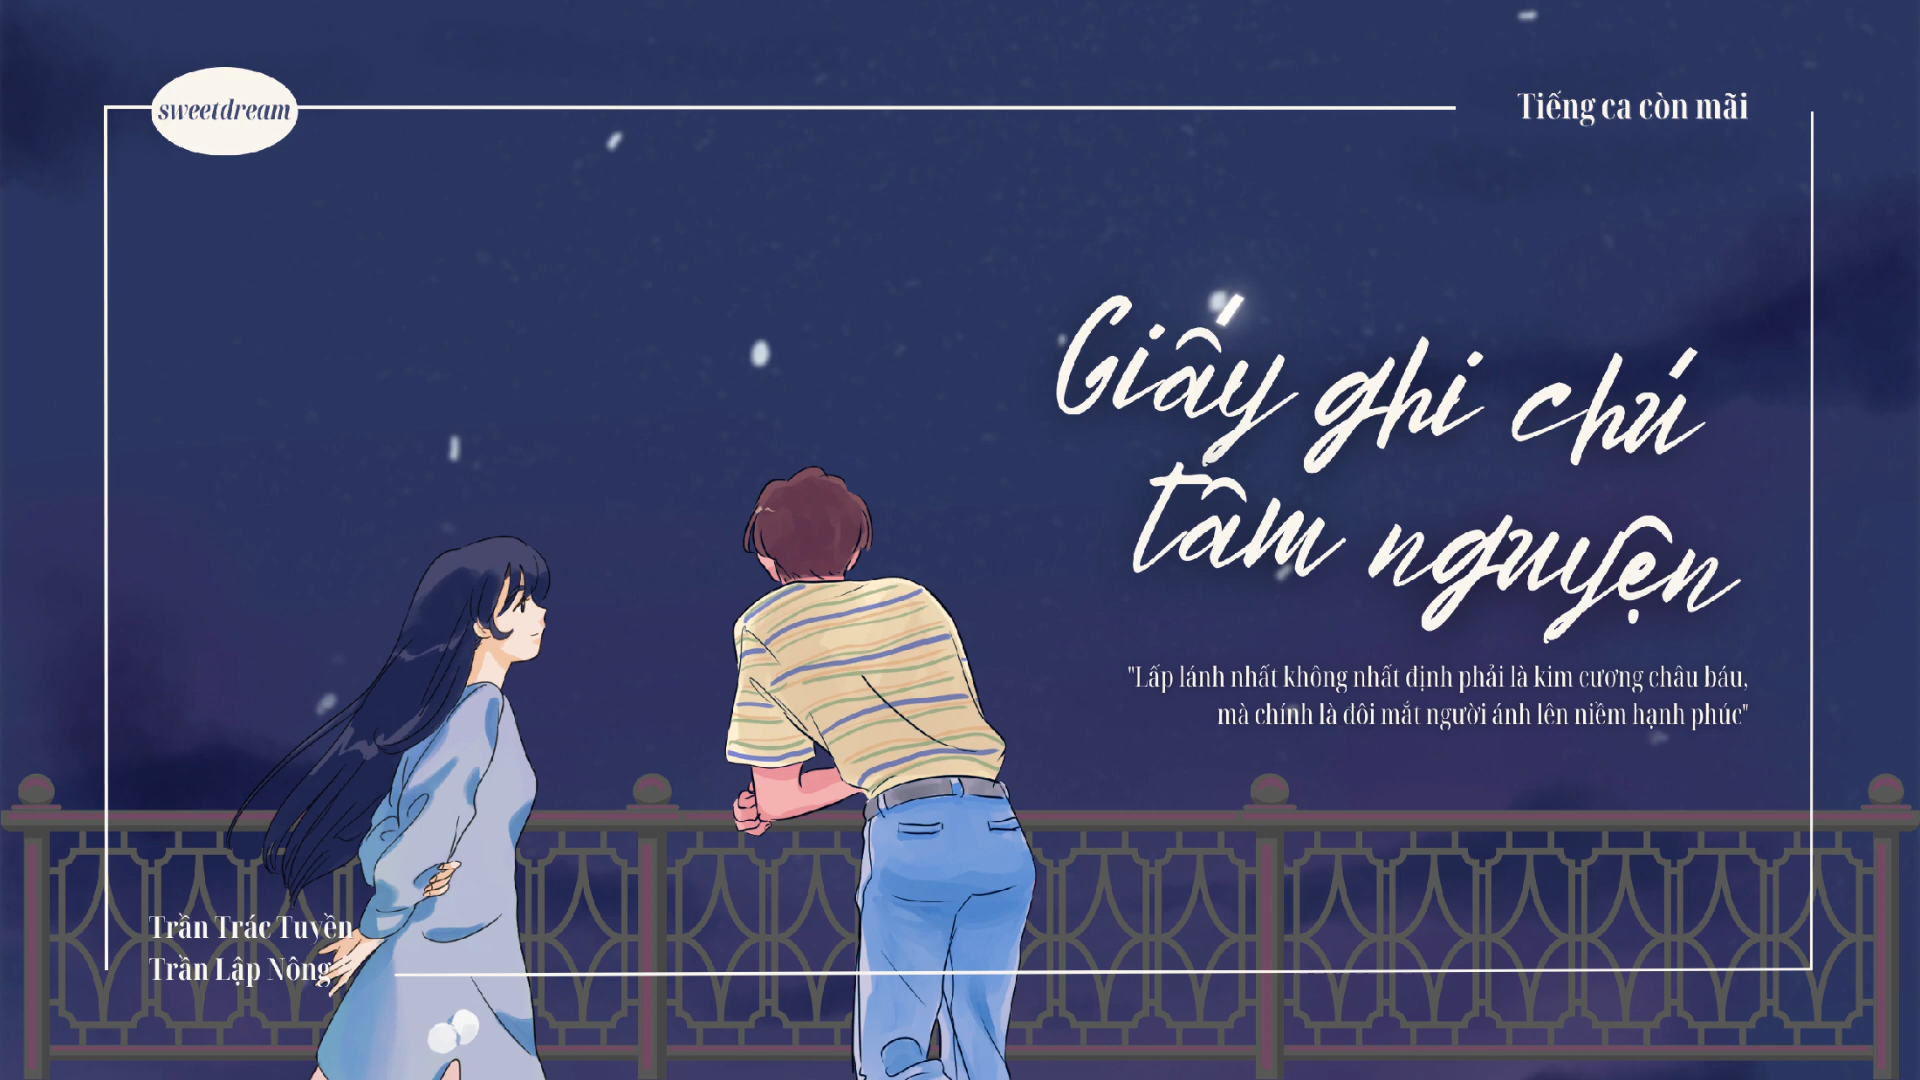 sweetdream
Tiếng ca còn mãi
Giấy ghi chú
tâm nguyện
"Lấp lánh nhất không nhất định phải là kim cương châu báu,
mà chính là đôi mắt người ánh lên niềm hạnh phúc"
Trần Trác Tuyền
Trần Lập Nông